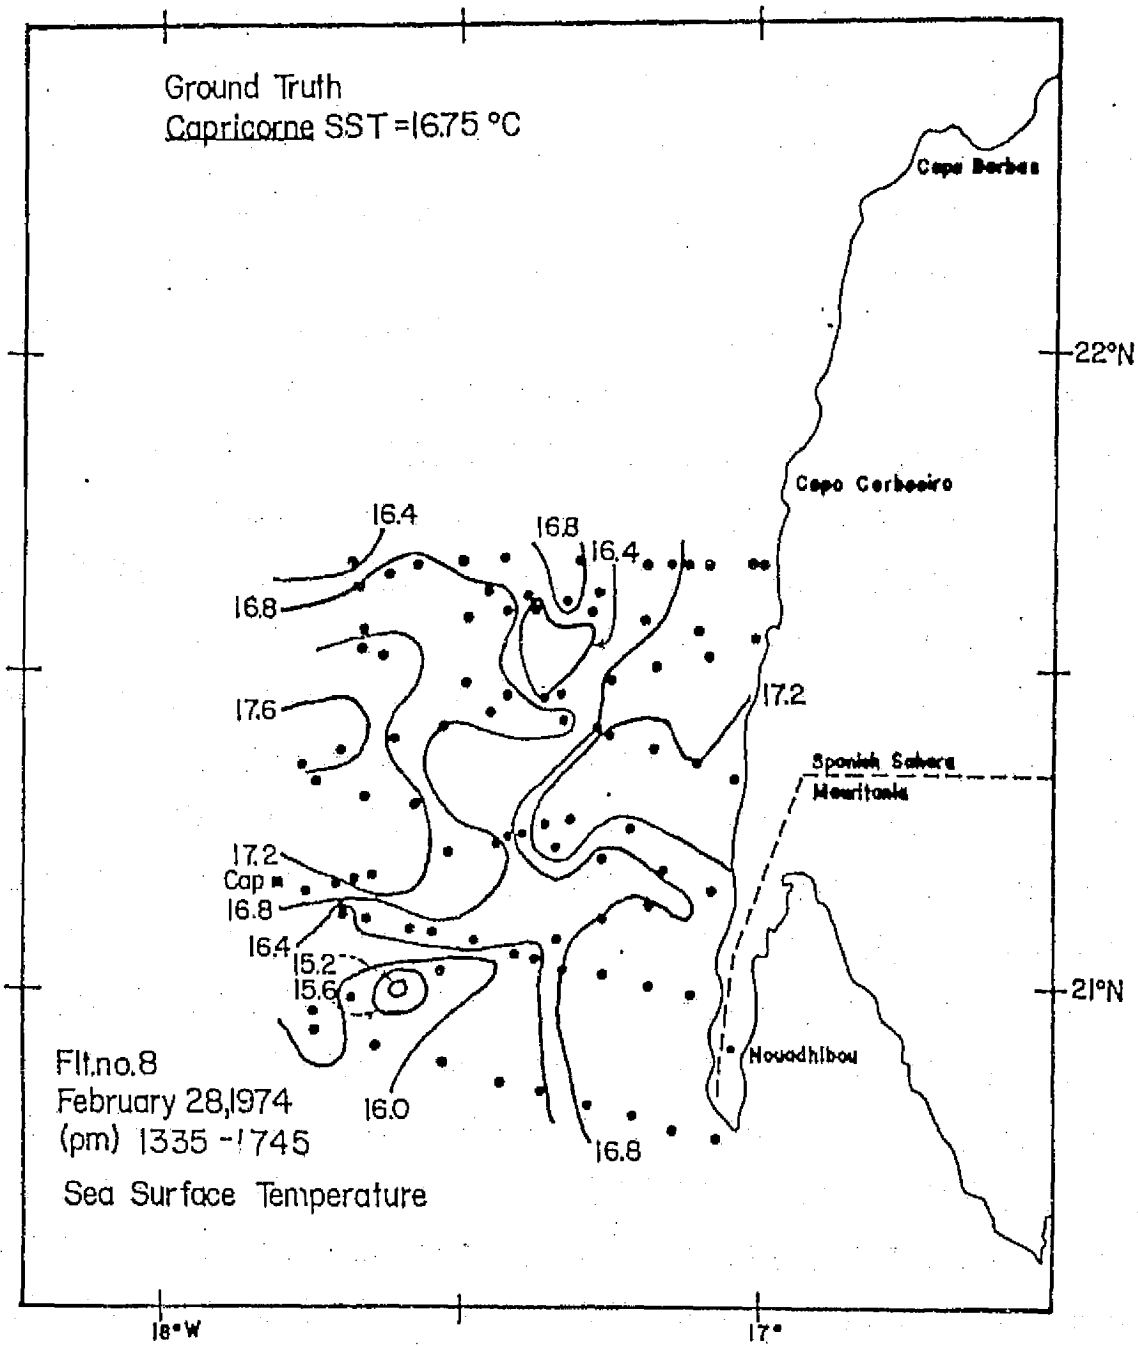 Ground Truth
Capricorne SST =16.75 °C
Capo Barbas
22°N
Capo Corboeiro
16.4
16.8
16.4
16.8
17.6
17.2
Spanish Sahara
Mauritania
17.2
Cap
16.8
16.4
15.2
15.6
21°N
Nouadhibou
Flt.no.8
February 28,1974
(pm) 1335 -1745
16.0
16.8
Sea Surface Temperature
18°W
17°